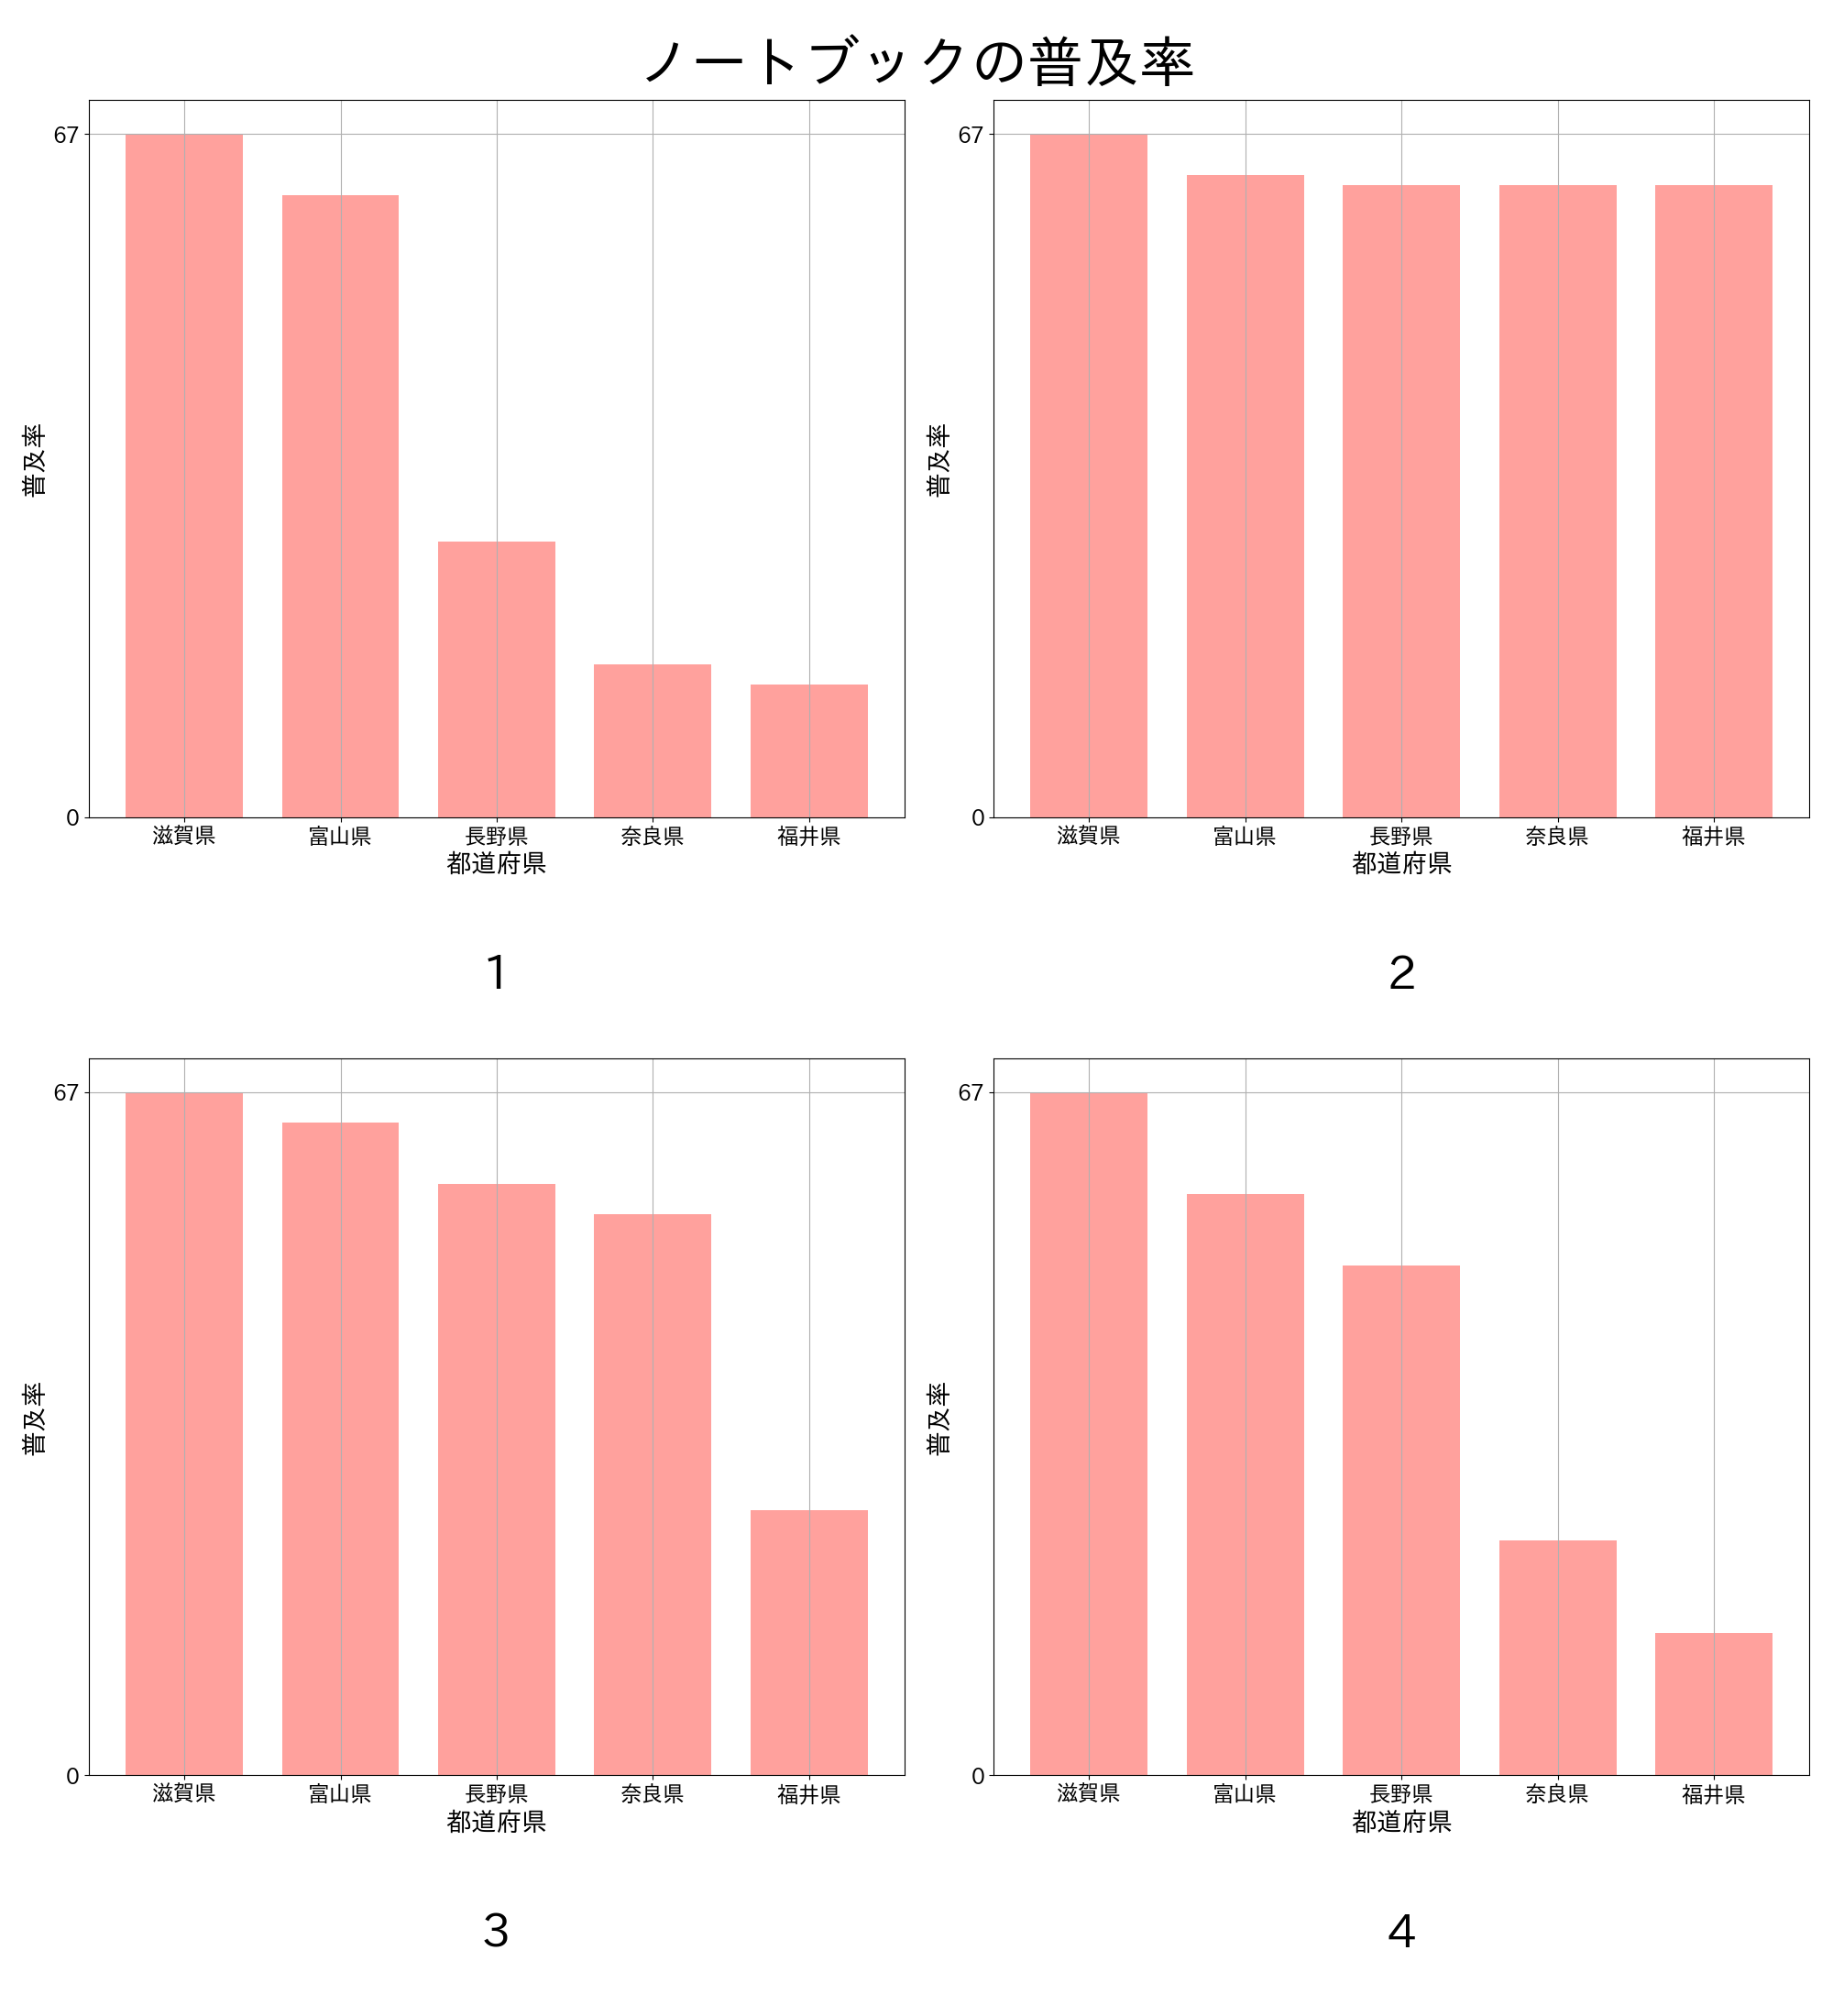 ノートブックの普及率
67
0
普及率
滋賀県 富山県 長野県 奈良県 福井県
都道府県
1
67
0
普及率
滋賀県 富山県 長野県 奈良県 福井県
都道府県
2
67
0
普及率
滋賀県 富山県 長野県 奈良県 福井県
都道府県
3
67
0
普及率
滋賀県 富山県 長野県 奈良県 福井県
都道府県
4